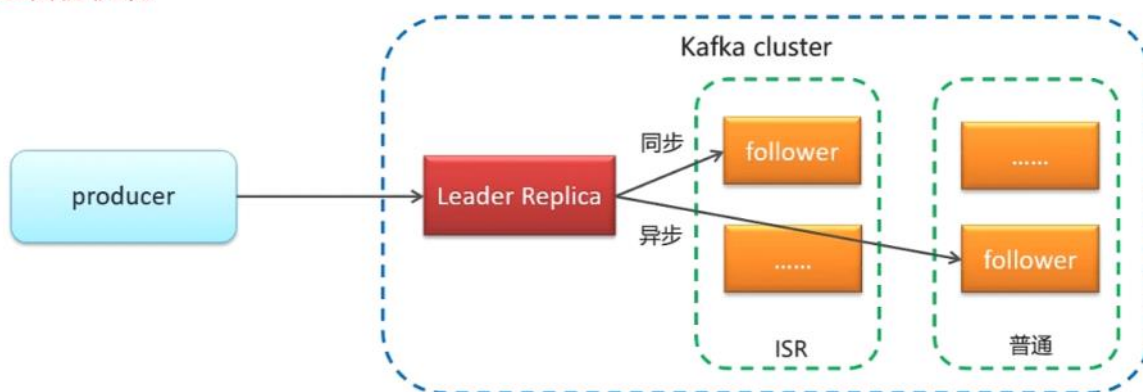 Kafka cluster
同步
follower
……
producer
Leader Replica
异步
……
follower
ISR
普通